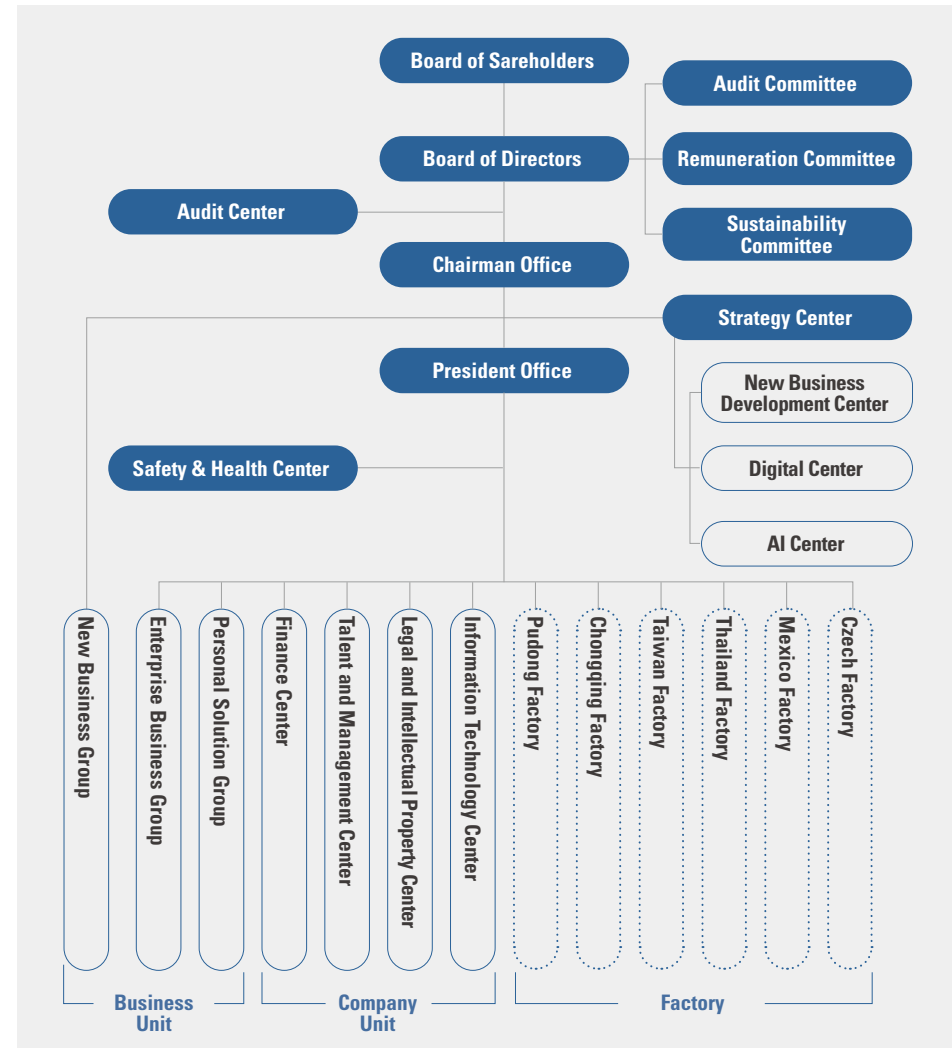 Board of Sareholders
Audit Committee
Board of Directors
Remuneration Committee
Audit Center
Sustainability
Committee
Chairman Office
Strategy Center
President Office
New Business
Development Center
Safety & Health Center
Digital Center
AI Center
New Business Group
Enterprise Business Group
Personal Solution Group
Finance Center
Talent and Management Center
Legal and Intellectual Property Center
Information Technology Center
Pudong Factory
Chongqing Factory
Taiwan Factory
Thailand Factory
Mexico Factory
Czech Factory
Business
Unit
Company
Unit
Factory